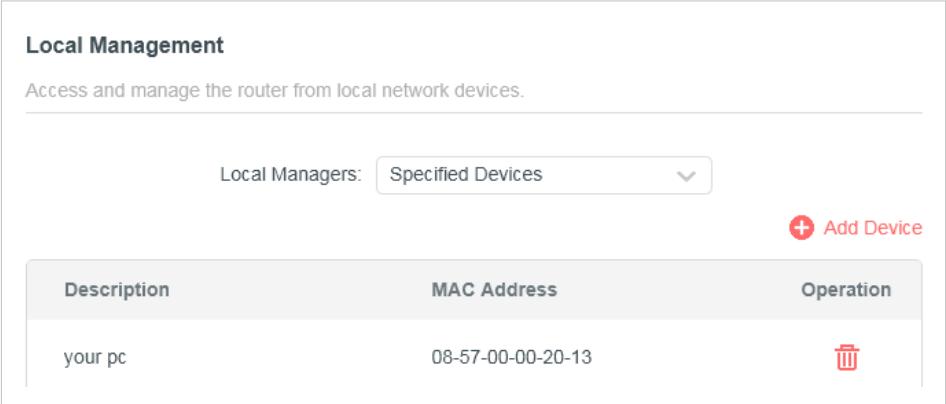 Local Management
Access and manage the router from local network devices.
Local Managers: Specified Devices
Add Device
Description MAC Address Operation
your pc 08-57-00-00-20-13